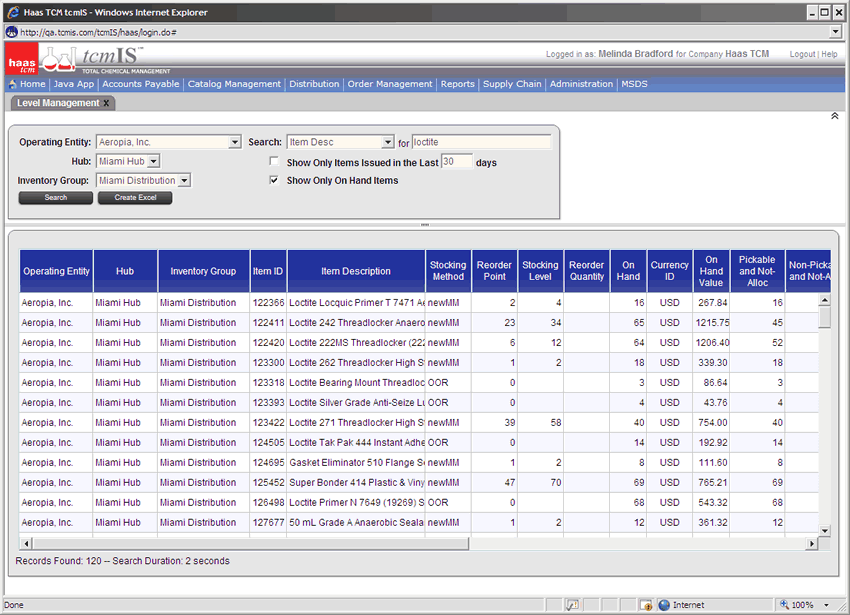 Haas TCM tcmIS - Windows Internet Explorer
http://qa.tcmis.com/tcmIS/haas/login.do#
haas tcm
tcmIS™
TOTAL CHEMICAL MANAGEMENT
Logged in as: Melinda Bradford for Company Haas TCM Logout | Help
Home | Java App | Accounts Payable | Catalog Management | Distribution | Order Management | Reports | Supply Chain | Administration | MSDS
Level Management X
Operating Entity: Aeropia, Inc. Search: Item Desc for loctite
Hub: Miami Hub Show Only Items Issued in the Last 30 days
Inventory Group: Miami Distribution Show Only On Hand Items
Search Create Excel
Operating Entity Hub Inventory Group Item ID Item Description Stocking Method Reorder Point Stocking Level Reorder Quantity On Hand Currency ID On Hand Value Pickable and Not-Alloc Non-Picka and Not-A
Aeropia, Inc. Miami Hub Miami Distribution 122366 Loctite Locquic Primer T 7471 Ae newMM 2 4 16 USD 267.84 16
Aeropia, Inc. Miami Hub Miami Distribution 122411 Loctite 242 Threadlocker Anaero newMM 23 34 65 USD 1215.75 45
Aeropia, Inc. Miami Hub Miami Distribution 122420 Loctite 222MS Threadlocker (222 newMM 6 12 64 USD 1206.40 52
Aeropia, Inc. Miami Hub Miami Distribution 123300 Loctite 262 Threadlocker High S newMM 1 2 18 USD 339.30 18
Aeropia, Inc. Miami Hub Miami Distribution 123318 Loctite Bearing Mount Threadloc OOR 0 3 USD 86.64 3
Aeropia, Inc. Miami Hub Miami Distribution 123393 Loctite Silver Grade Anti-Seize Lu OOR 0 4 USD 43.76 4
Aeropia, Inc. Miami Hub Miami Distribution 123422 Loctite 271 Threadlocker High S newMM 39 58 40 USD 754.00 40
Aeropia, Inc. Miami Hub Miami Distribution 124505 Loctite Tak Pak 444 Instant Adhe OOR 0 14 USD 192.92 14
Aeropia, Inc. Miami Hub Miami Distribution 124695 Gasket Eliminator 510 Flange S newMM 1 2 8 USD 111.60 8
Aeropia, Inc. Miami Hub Miami Distribution 125452 Super Bonder 414 Plastic & Viny newMM 47 70 69 USD 765.21 69
Aeropia, Inc. Miami Hub Miami Distribution 126498 Loctite Primer N 7649 (19269) S OOR 0 68 USD 543.32 68
Aeropia, Inc. Miami Hub Miami Distribution 127677 50 mL Grade A Anaerobic Seala newMM 1 2 12 USD 361.32 12
Records Found: 120 -- Search Duration: 2 seconds
Done Internet 100%